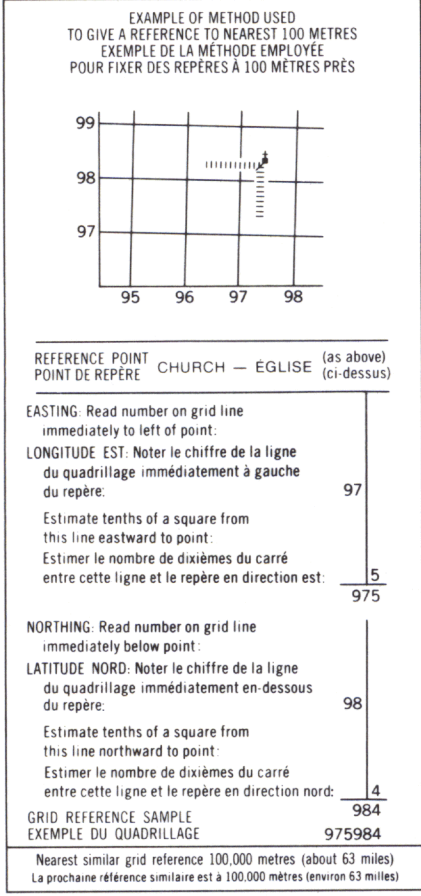 EXAMPLE OF METHOD USED
TO GIVE A REFERENCE TO NEAREST 100 METRES
EXEMPLE DE LA MÉTHODE EMPLOYÉE
POUR FIXER DES REPÈRES À 100 MÈTRES PRÈS
99
98
97
95 96 97 98
REFERENCE POINT
POINT DE REPÈRE
CHURCH — ÉGLISE
(as above)
(ci-dessus)
EASTING: Read number on grid line
immediately to left of point:
LONGITUDE EST: Noter le chiffre de la ligne
du quadrillage immédiatement à gauche
du repère: 97
Estimate tenths of a square from
this line eastward to point:
Estimer le nombre de dixièmes du carré
entre cette ligne et le repère en direction est: 5
975
NORTHING: Read number on grid line
immediately below point:
LATITUDE NORD: Noter le chiffre de la ligne
du quadrillage immédiatement en-dessous
du repère: 98
Estimate tenths of a square from
this line northward to point:
Estimer le nombre de dixièmes du carré
entre cette ligne et le repère en direction nord: 4
984
GRID REFERENCE SAMPLE
EXEMPLE DU QUADRILLAGE 975984
Nearest similar grid reference 100,000 metres (about 63 miles)
La prochaine référence similaire est à 100,000 mètres (environ 63 milles)